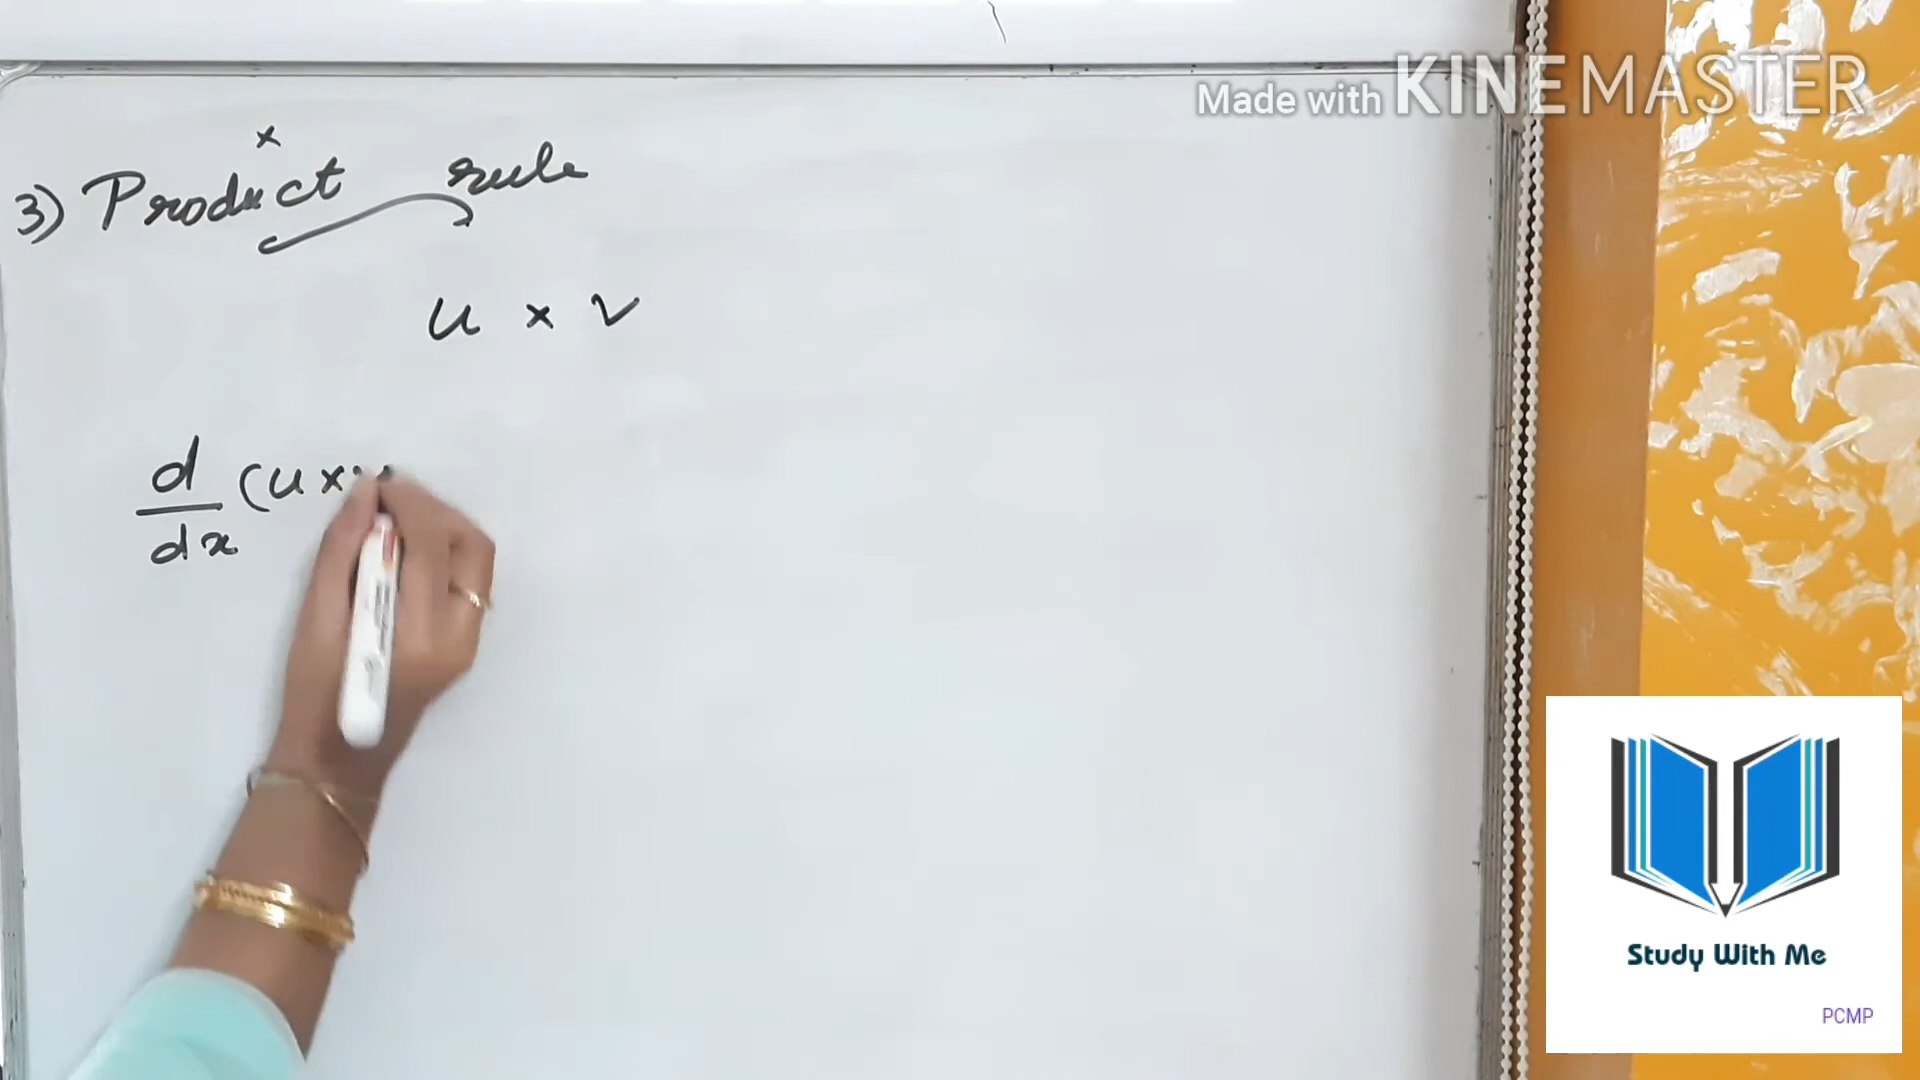 Made with KINEMASTER
×
3) Product rule
u × v
d
dx (u × v
Study With Me
PCMP